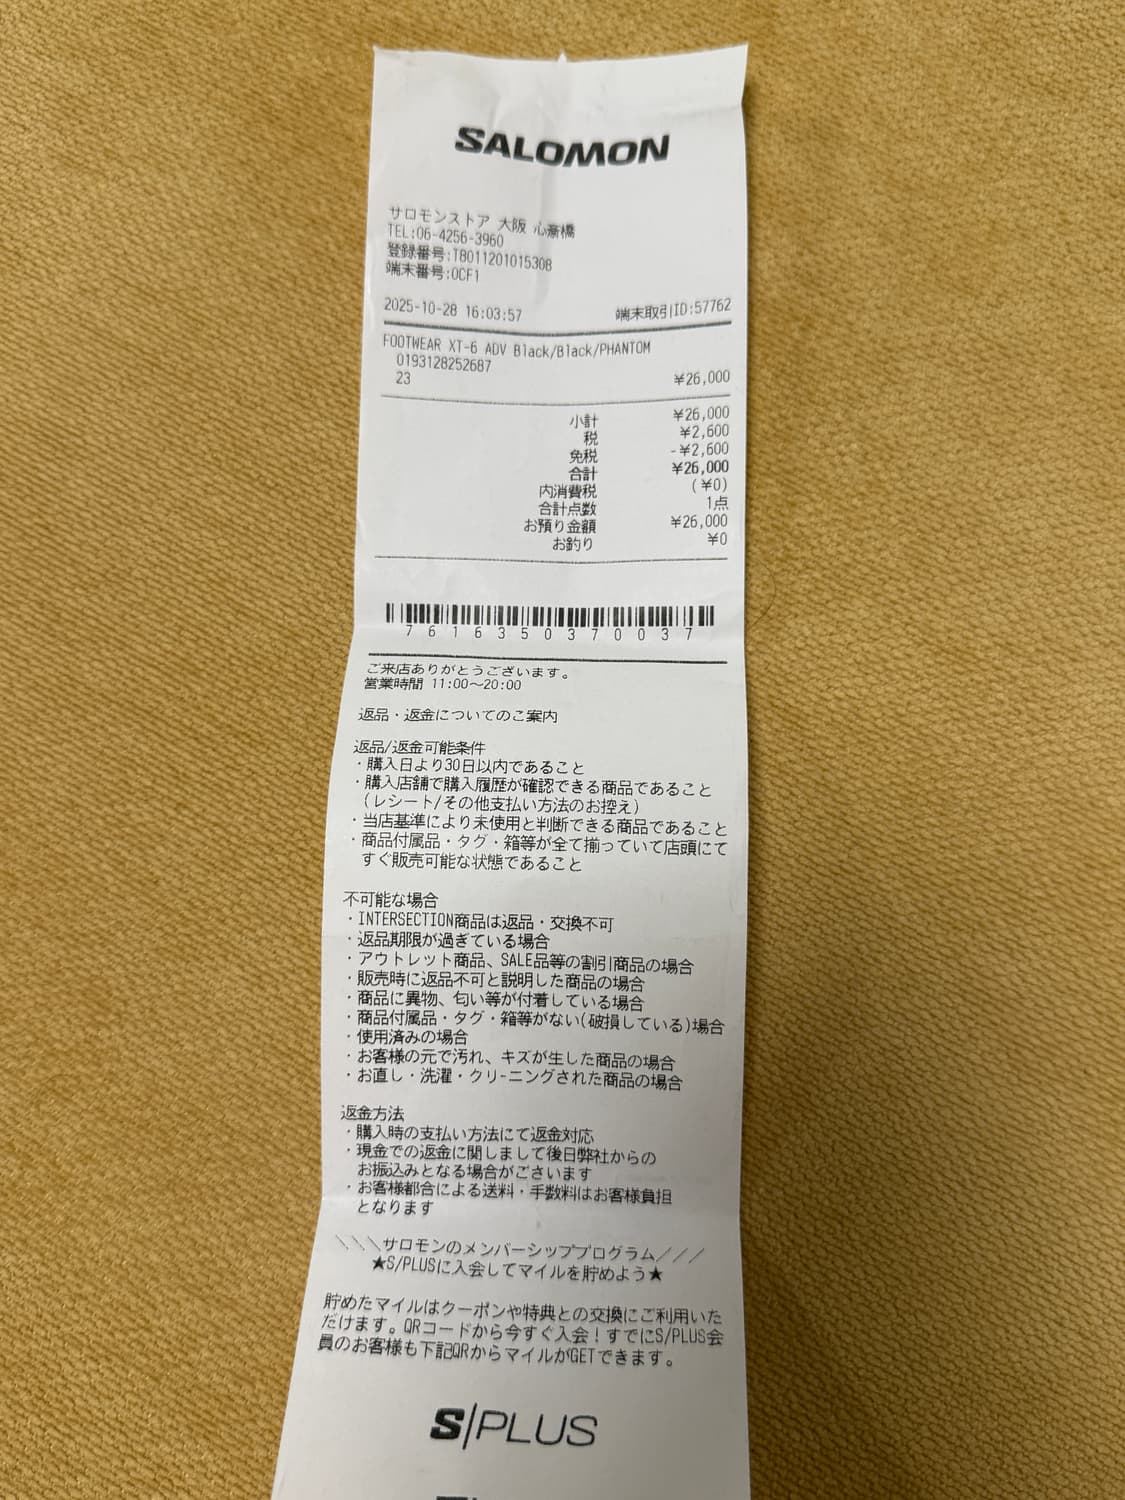 SALOMON
サロモンストア 大阪 心斎橋
TEL:06-4256-3960
登録番号:T8011201015308
端末番号:0CF1
2025-10-28 16:03:57 端末取引ID:57762
FOOTWEAR XT-6 ADV Black/Black/PHANTOM
0193128252687
23 ¥26,000
小計 ¥26,000
税 ¥2,600
免税 -¥2,600
合計 ¥26,000
内消費税 (¥0)
合計点数 1点
お預り金額 ¥26,000
お釣り ¥0
7616350370037
ご来店ありがとうございます。
営業時間 11:00~20:00
返品・返金についてのご案内
返品/返金可能条件
・購入日より30日以内であること
・購入店舗で購入履歴が確認できる商品であること
(レシート/その他支払い方法のお控え)
・当店基準により未使用と判断できる商品であること
・商品付属品・タグ・箱等が全て揃っていて店頭にて
すぐ販売可能な状態であること
不可能な場合
・INTERSECTION商品は返品・交換不可
・返品期限が過ぎている場合
・アウトレット商品、SALE品等の割引商品の場合
・販売時に返品不可と説明した商品の場合
・商品に異物、匂い等が付着している場合
・商品付属品・タグ・箱等がない(破損している)場合
・使用済みの場合
・お客様の元で汚れ、キズが生した商品の場合
・お直し・洗濯・クリ-ニングされた商品の場合
返金方法
・購入時の支払い方法にて返金対応
・現金での返金に関しまして後日弊社からの
お振込みとなる場合がございます
・お客様都合による送料・手数料はお客様負担
となります
\\\サロモンのメンバーシッププログラム///
★S/PLUSに入会してマイルを貯めよう★
貯めたマイルはクーポンや特典との交換にご利用いた
だけます。QRコードから今すぐ入会!すでにS/PLUS会
員のお客様も下記QRからマイルがGETできます。
S/PLUS